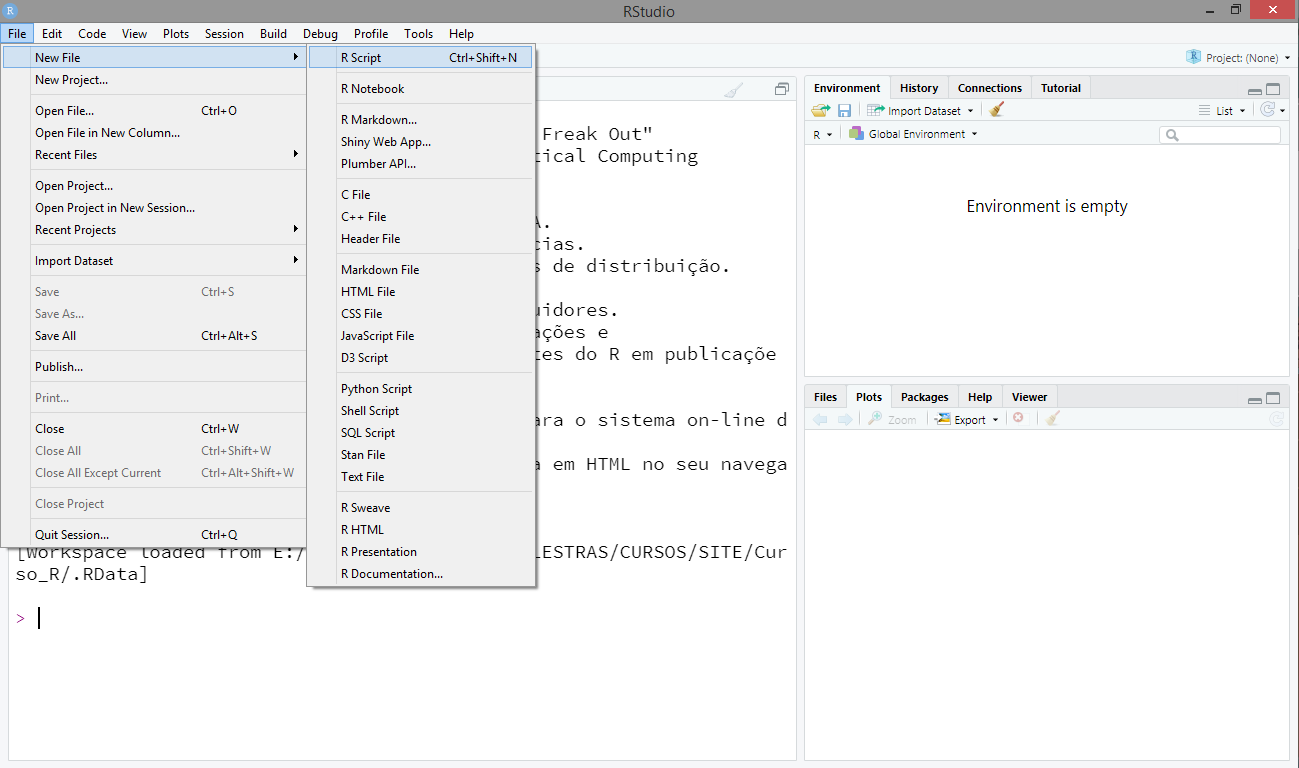 RStudio
File Edit Code View Plots Session Build Debug Profile Tools Help
New File
New Project...
Open File... Ctrl+O
Open File in New Column...
Recent Files
Open Project...
Open Project in New Session...
Recent Projects
Import Dataset
Save Ctrl+S
Save As...
Save All Ctrl+Alt+S
Publish...
Print...
Close Ctrl+W
Close All Ctrl+Shift+W
Close All Except Current Ctrl+Alt+Shift+W
Close Project
Quit Session... Ctrl+Q
R Script Ctrl+Shift+N
R Notebook
R Markdown...
Shiny Web App...
Plumber API...
C File
C++ File
Header File
Markdown File
HTML File
CSS File
JavaScript File
D3 Script
Python Script
Shell Script
SQL Script
Stan File
Text File
R Sweave
R HTML
R Presentation
R Documentation...
Freak Out"
tical Computing
A.
cias.
s de distribuição.
uidores.
ações e
tes do R em publicaçõe
ara o sistema on-line d
a em HTML no seu navega
[Workspace loaded from E:/ LESTRAS/CURSOS/SITE/Cur
so_R/.RData]
>
Project: (None)
Environment History Connections Tutorial
Import Dataset List
R Global Environment
Environment is empty
Files Plots Packages Help Viewer
Zoom Export